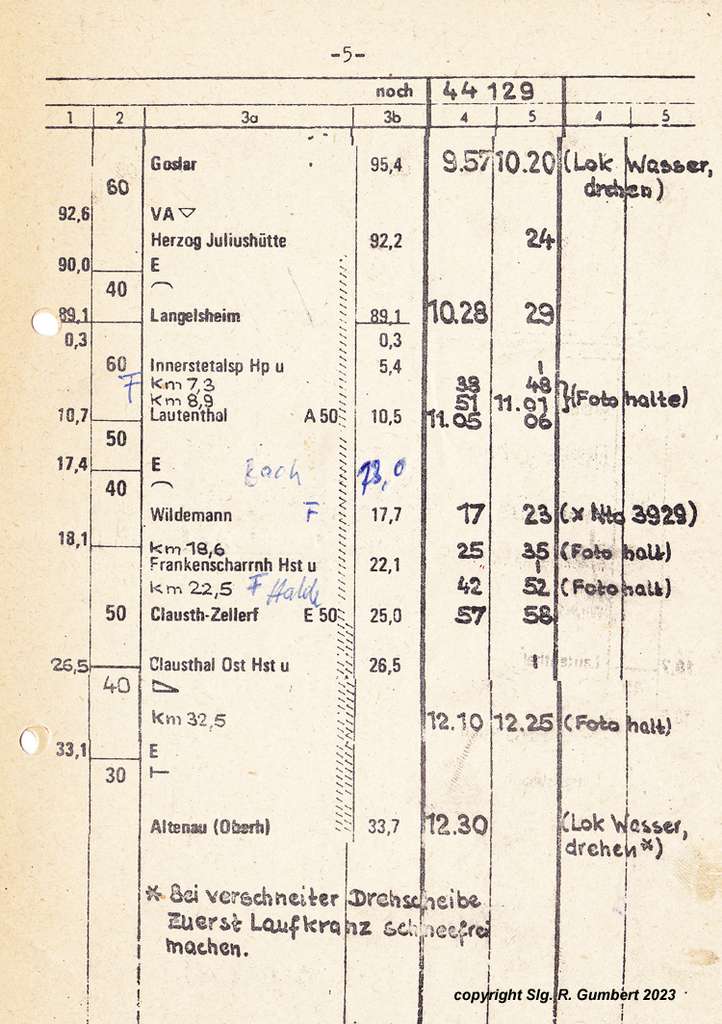 -5-
noch 44 129
1 2 3a 3b 4 5 4 5
Goslar 95,4 9.57 10.20 (Lok Wasser,
60 drehen)
92,6 VA
Herzog Juliushütte 92,2 24
90,0 E
40
89,1 Langelsheim 89,1 10.28 29
0,3 0,3
60 Innerstetalsp Hp u 5,4
F km 7,3 38 48 (Foto halte)
km 8,9 51 11.01
10,7 Lautenthal A 50 10,5 11.05 06
50
17,4 E 13,0
40
Wildemann F 17,7 17 23 (x Nto 3929)
18,1 km 18,6 25 35 (Foto halt)
Frankenscharrnh Hst u 22,1
km 22,5 F Halde 42 52 (Foto halt)
50 Clausth-Zellerf E 50 25,0 57 58
26,5 Clausthal Ost Hst u 26,5
40
km 32,5 12.10 12.25 (Foto halt)
33,1 E
30
Altenau (Oberh) 33,7 12.30 (Lok Wasser,
drehen*)
* Bei verschneiter Drehscheibe
zuerst Laufkranz schneefrei
machen.
copyright Slg. R. Gumbert 2023